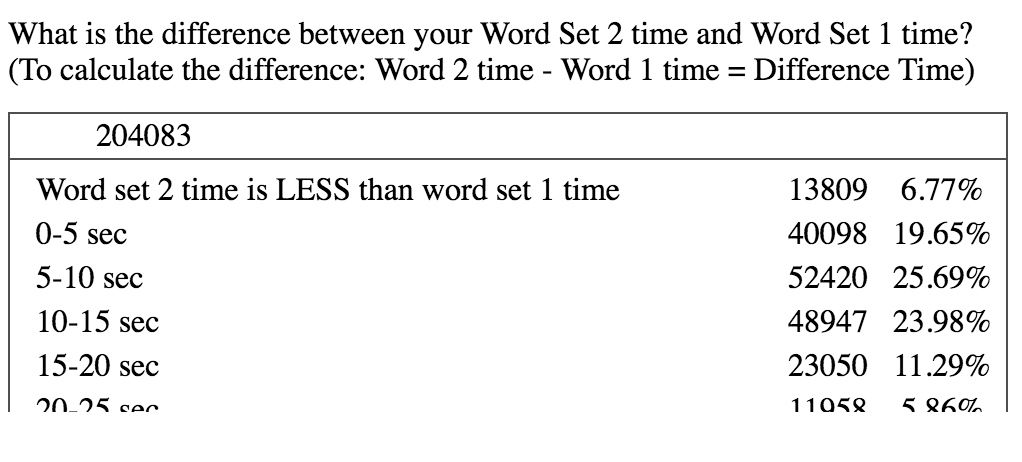 What is the difference between your Word Set 2 time and Word Set 1 time?
(To calculate the difference: Word 2 time - Word 1 time = Difference Time)
204083
Word set 2 time is LESS than word set 1 time 13809 6.77%
0-5 sec 40098 19.65%
5-10 sec 52420 25.69%
10-15 sec 48947 23.98%
15-20 sec 23050 11.29%
20-25 sec 11958 5.86%